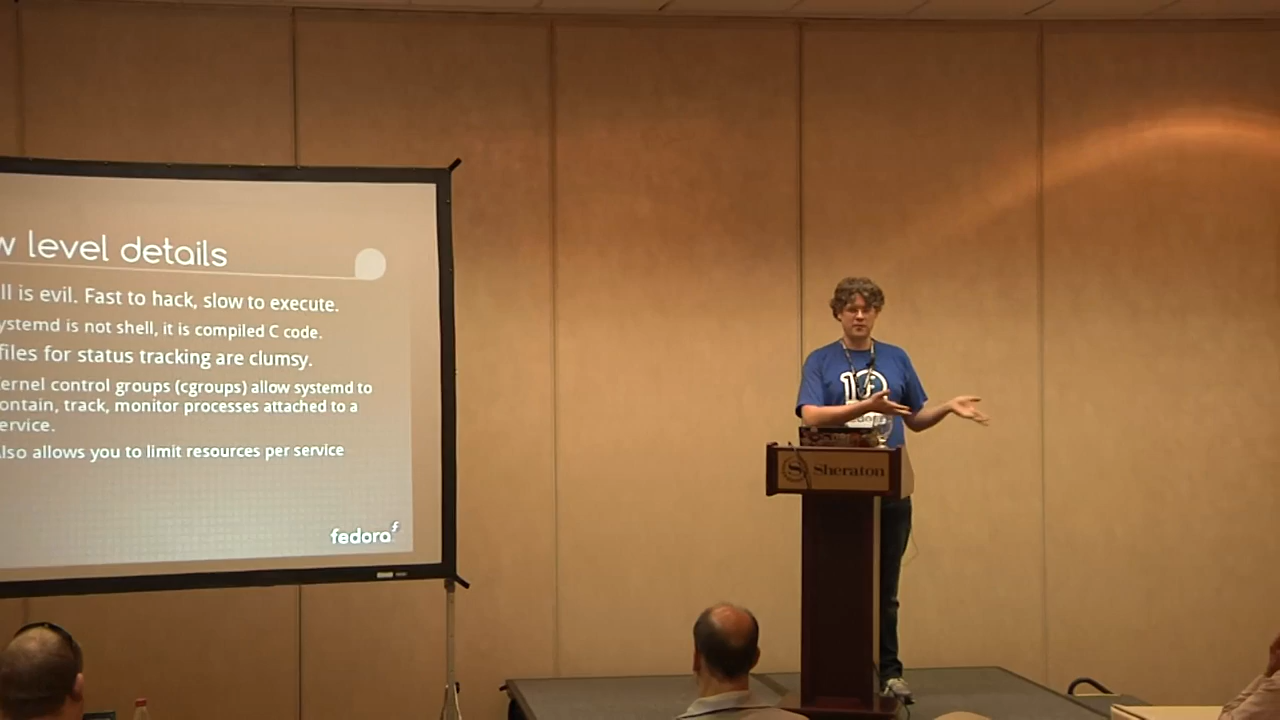 w level details
ll is evil. Fast to hack, slow to execute.
ystemd is not shell, it is compiled C code.
files for status tracking are clumsy.
ernel control groups (cgroups) allow systemd to
ontain, track, monitor processes attached to a
ervice.
lso allows you to limit resources per service
fedora
S Sheraton
10